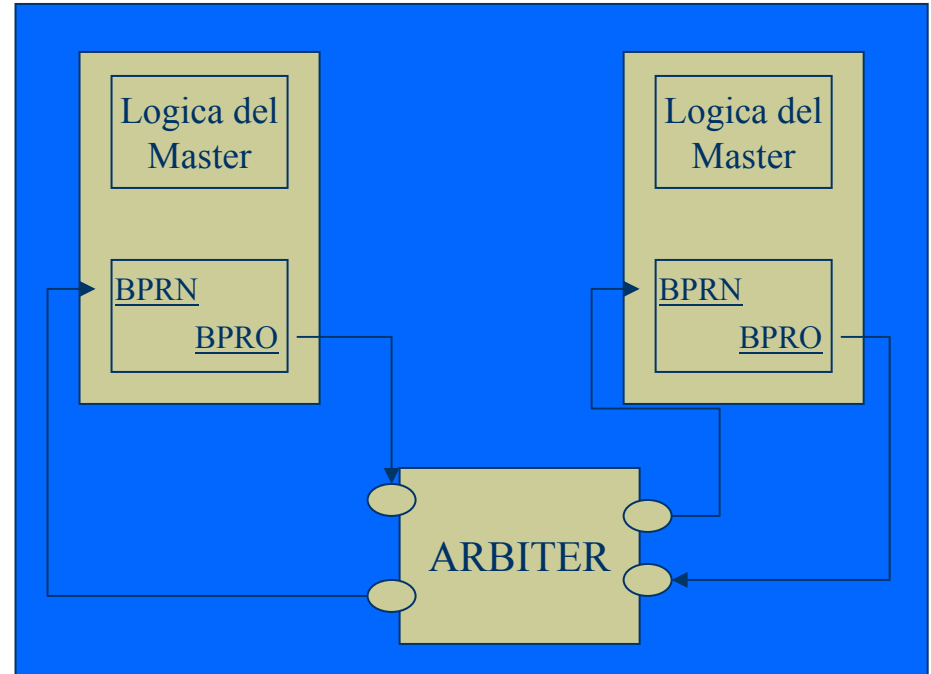 Logica del
Master
BPRN
BPRO
Logica del
Master
BPRN
BPRO
ARBITER